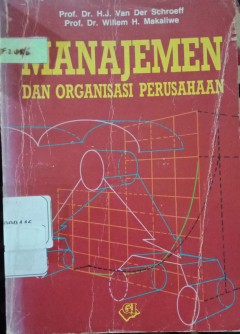 Prof. Dr. H.J. Van Der Schroeff
Prof. Dr. Willem H. Makaliwe
MANAJEMEN
DAN ORGANISASI PERUSAHAAN